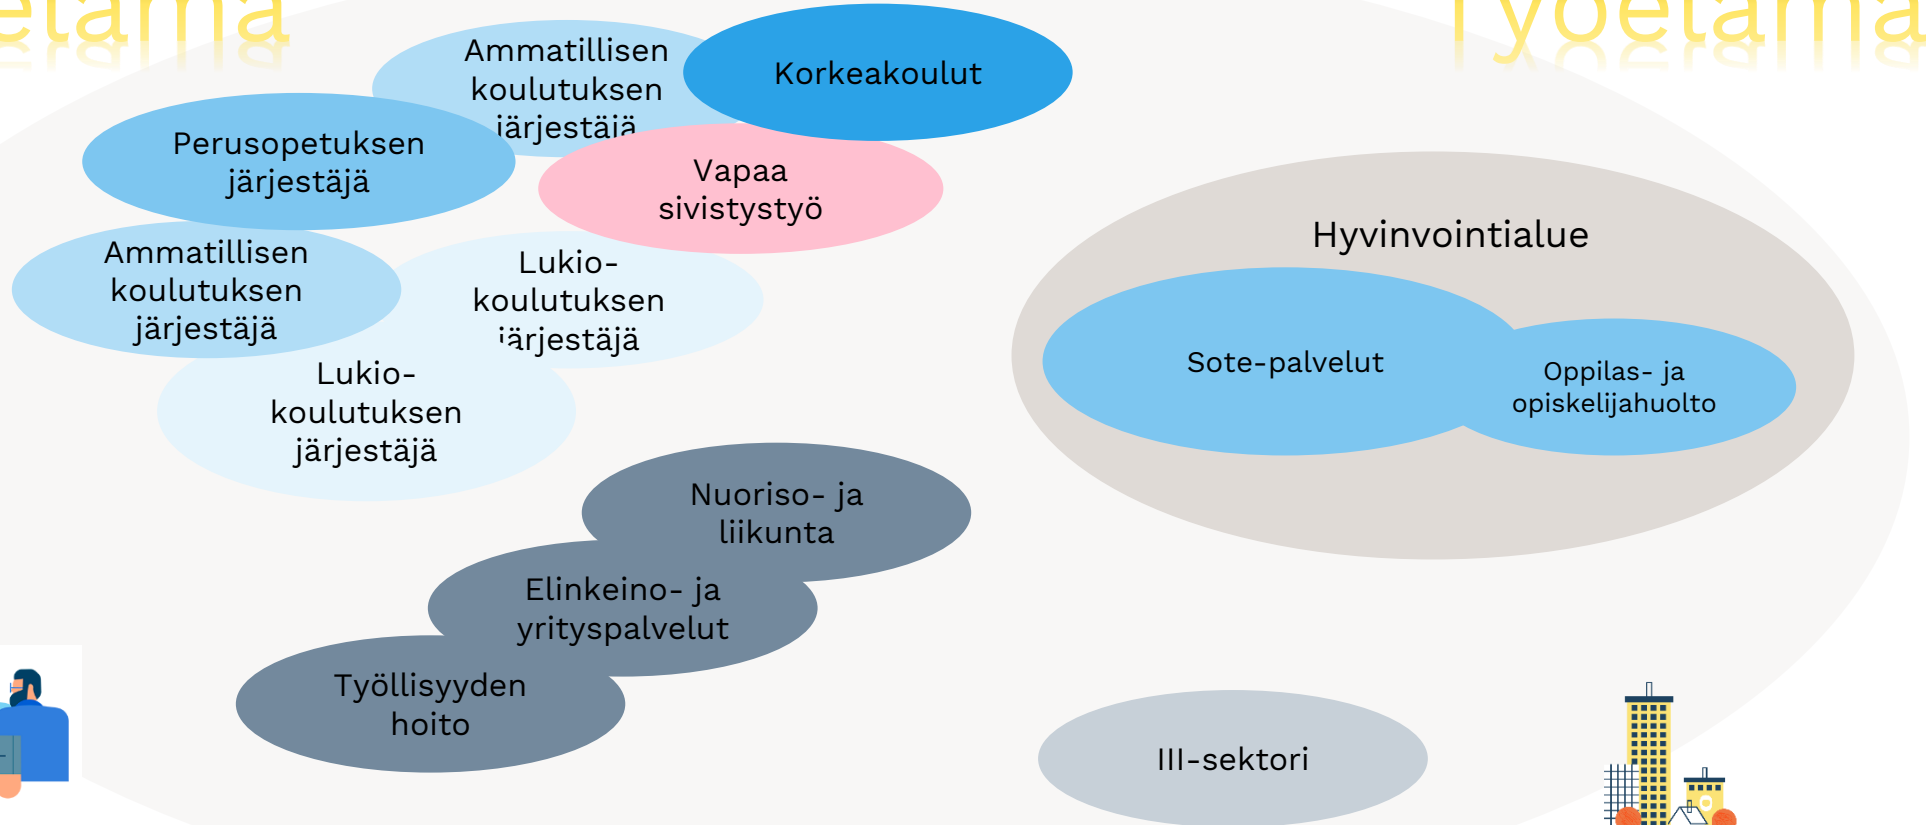 Työelämä
Ammatillisen
koulutuksen
järjestäjä
Korkeakoulut
Perusopetuksen
järjestäjä
Vapaa
sivistystyö
Ammatillisen
koulutuksen
järjestäjä
Lukio-
koulutuksen
järjestäjä
Lukio-
koulutuksen
järjestäjä
Hyvinvointialue
Sote-palvelut
Oppilas- ja
opiskelijahuolto
Nuoriso- ja
liikunta
Elinkeino- ja
yrityspalvelut
Työllisyyden
hoito
III-sektori